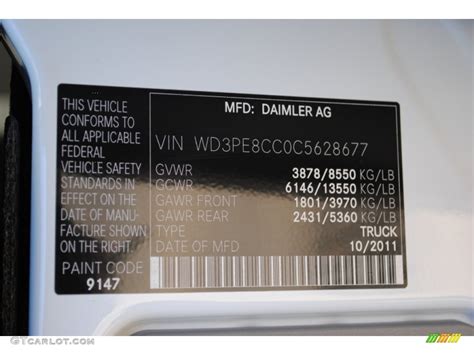 THIS VEHICLE
CONFORMS TO
ALL APPLICABLE
FEDERAL
VEHICLE SAFETY
STANDARDS IN
EFFECT ON THE
DATE OF MANU-
FACTURE SHOWN
ON THE RIGHT.
PAINT CODE
9147
MFD: DAIMLER AG
VIN WD3PE8CC0C5628677
GVWR 3878/8550 KG/LB
GCWR 6146/13550 KG/LB
GAWR FRONT 1801/3970 KG/LB
GAWR REAR 2431/5360 KG/LB
TYPE TRUCK
DATE OF MFD 10/2011
GTCARLOT.COM